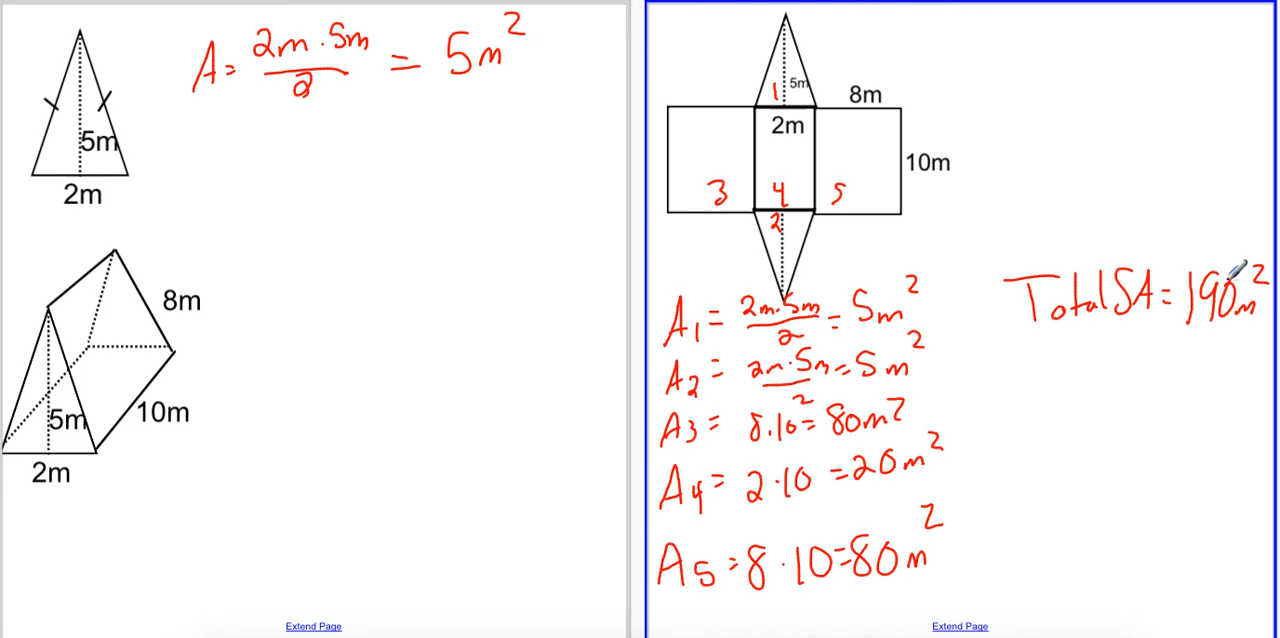 A = 2m · 5m / 2 = 5m²
5m
2m
8m
5m
10m
2m
Extend Page
1
5m
8m
2m
10m
3
4
5
2
A1 = 2m · 5m / 2 = 5m²
A2 = 2m · 5m / 2 = 5m²
A3 = 8 · 10 = 80m²
A4 = 2 · 10 = 20m²
A5 = 8 · 10 = 80m²
Total SA = 190m²
Extend Page